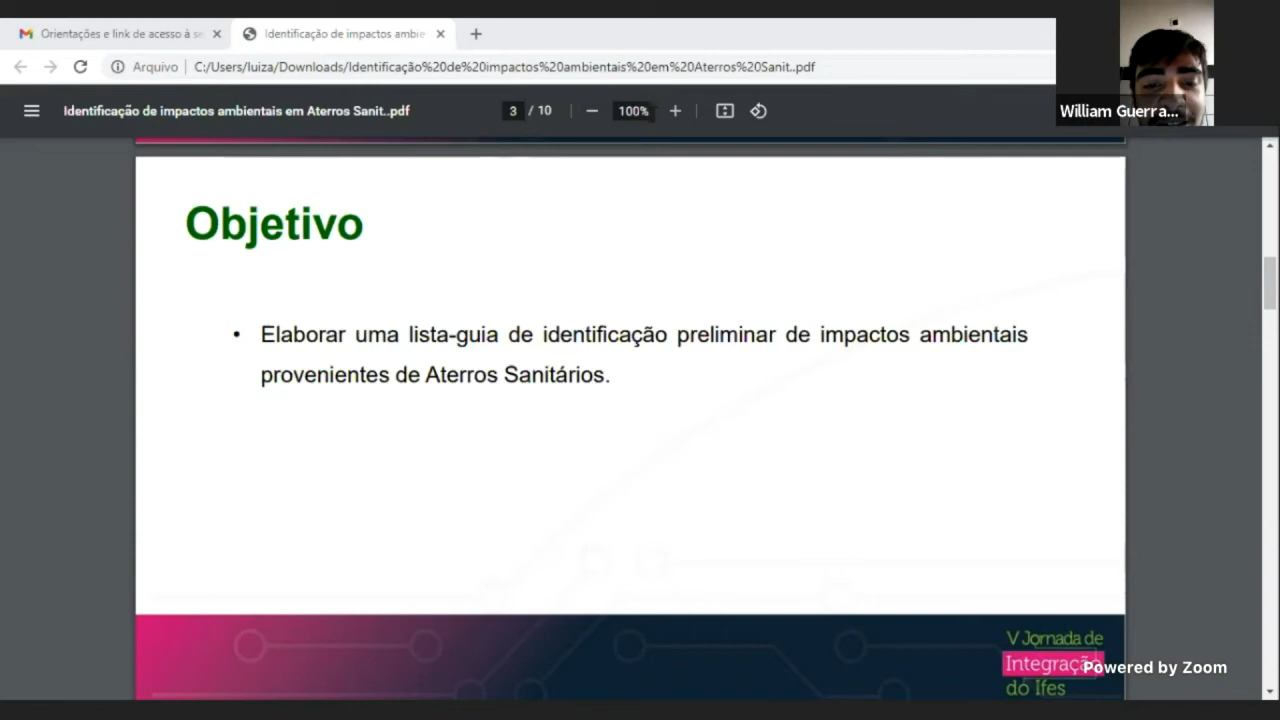 Orientações e link de acesso à se
Identificação de impactos ambie
Arquivo
C:/Users/luiza/Downloads/Identificação%20de%20impactos%20ambientais%20em%20Aterros%20Sanit..pdf
Identificação de impactos ambientais em Aterros Sanit..pdf
3 / 10
100%
William Guerra...
Objetivo
• Elaborar uma lista-guia de identificação preliminar de impactos ambientais
provenientes de Aterros Sanitários.
V Jornada de
Integração
do Ifes
Powered by Zoom